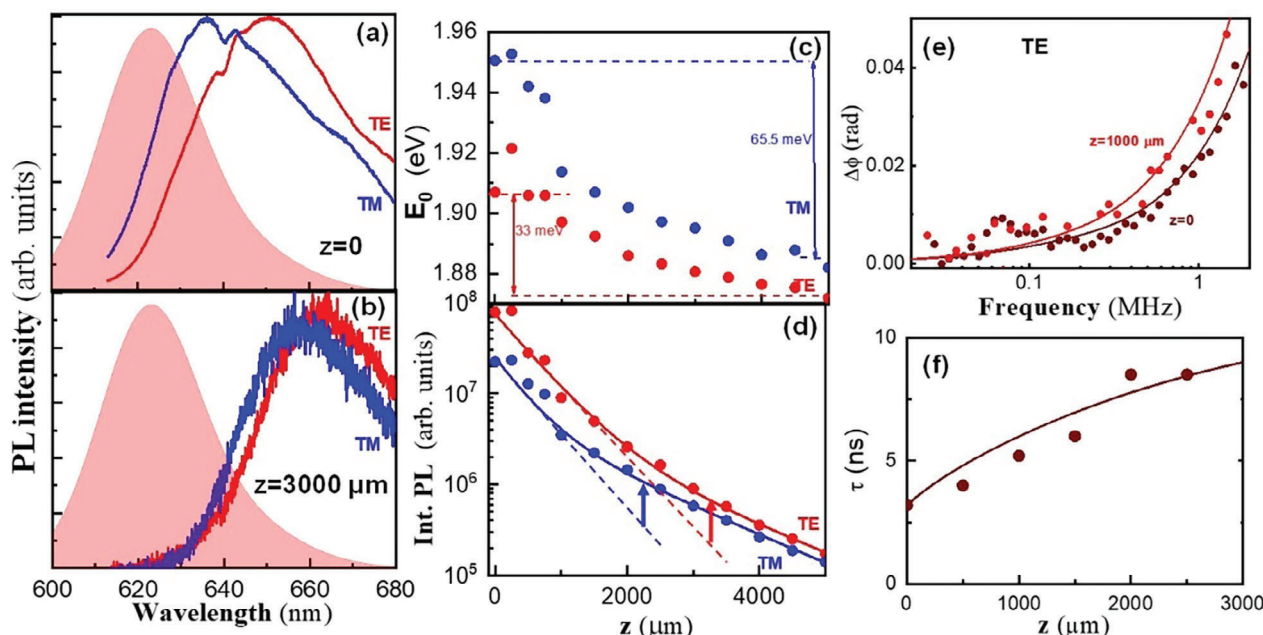 (a)
TE
TM
z=0
(b)
TE
TM
z=3000 µm
PL intensity (arb. units)
600 620 640 660 680
Wavelength (nm)
1.96
1.94
1.92
1.90
1.88
E0 (eV)
(c)
65.5 meV
TM
33 meV
TE
10^8
10^7
10^6
10^5
Int. PL (arb. units)
(d)
TE
TM
0 2000 4000
z (µm)
(e)
TE
0.04
0.02
0.00
Δϕ (rad)
z=1000 µm
z=0
0.1 1
Frequency (MHz)
10
5
0
τ (ns)
(f)
0 1000 2000 3000
z (µm)